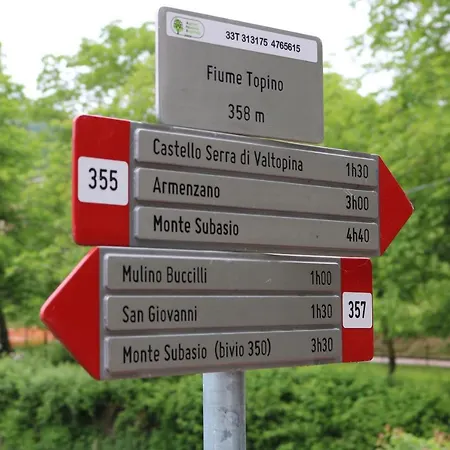 33T 313175 4765615
Fiume Topino
358 m
355
Castello Serra di Valtopina 1h30
Armenzano 3h00
Monte Subasio 4h40
Mulino Buccilli 1h00
San Giovanni 1h30
Monte Subasio (bivio 350) 3h30
357